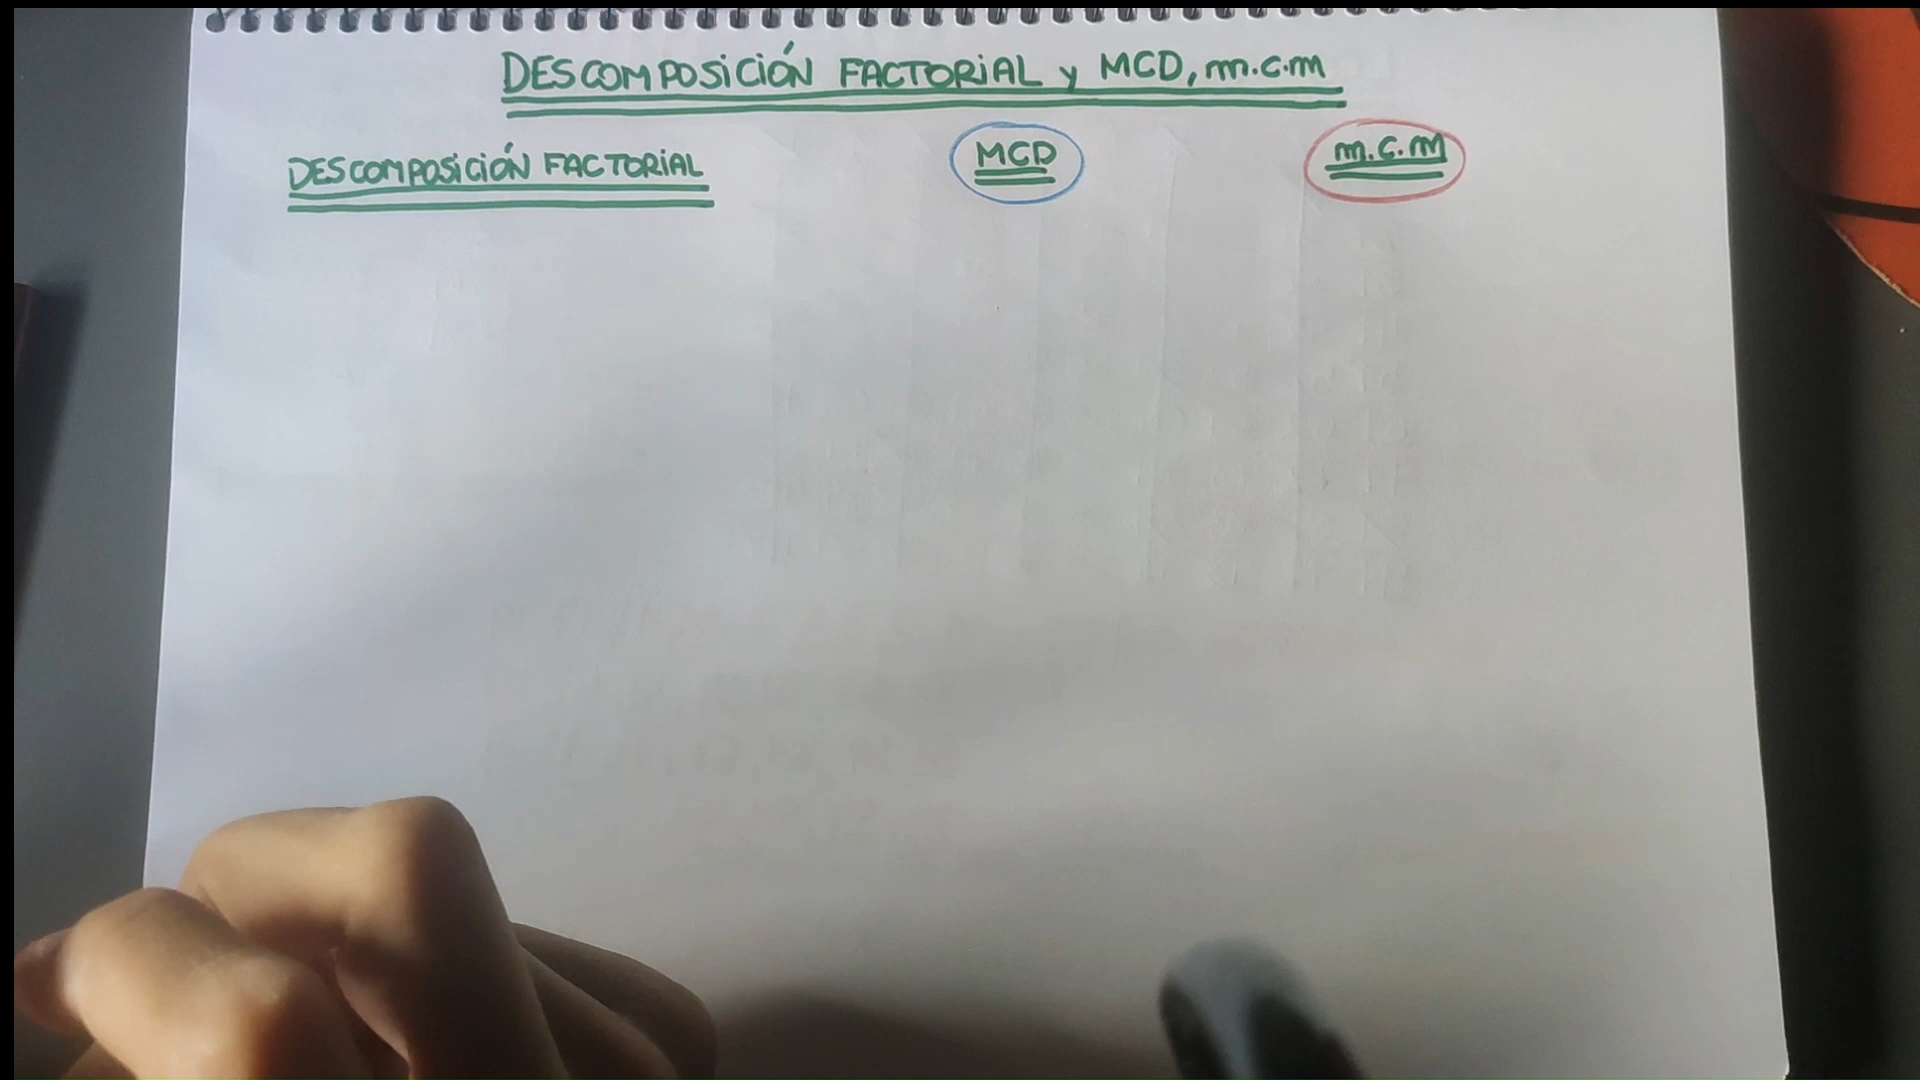 DESCOMPOSiCiÓN FACTORiAL y MCD, m.c.m
DESCOMPOSiCiÓN FACTORiAL
MCD
m.c.m